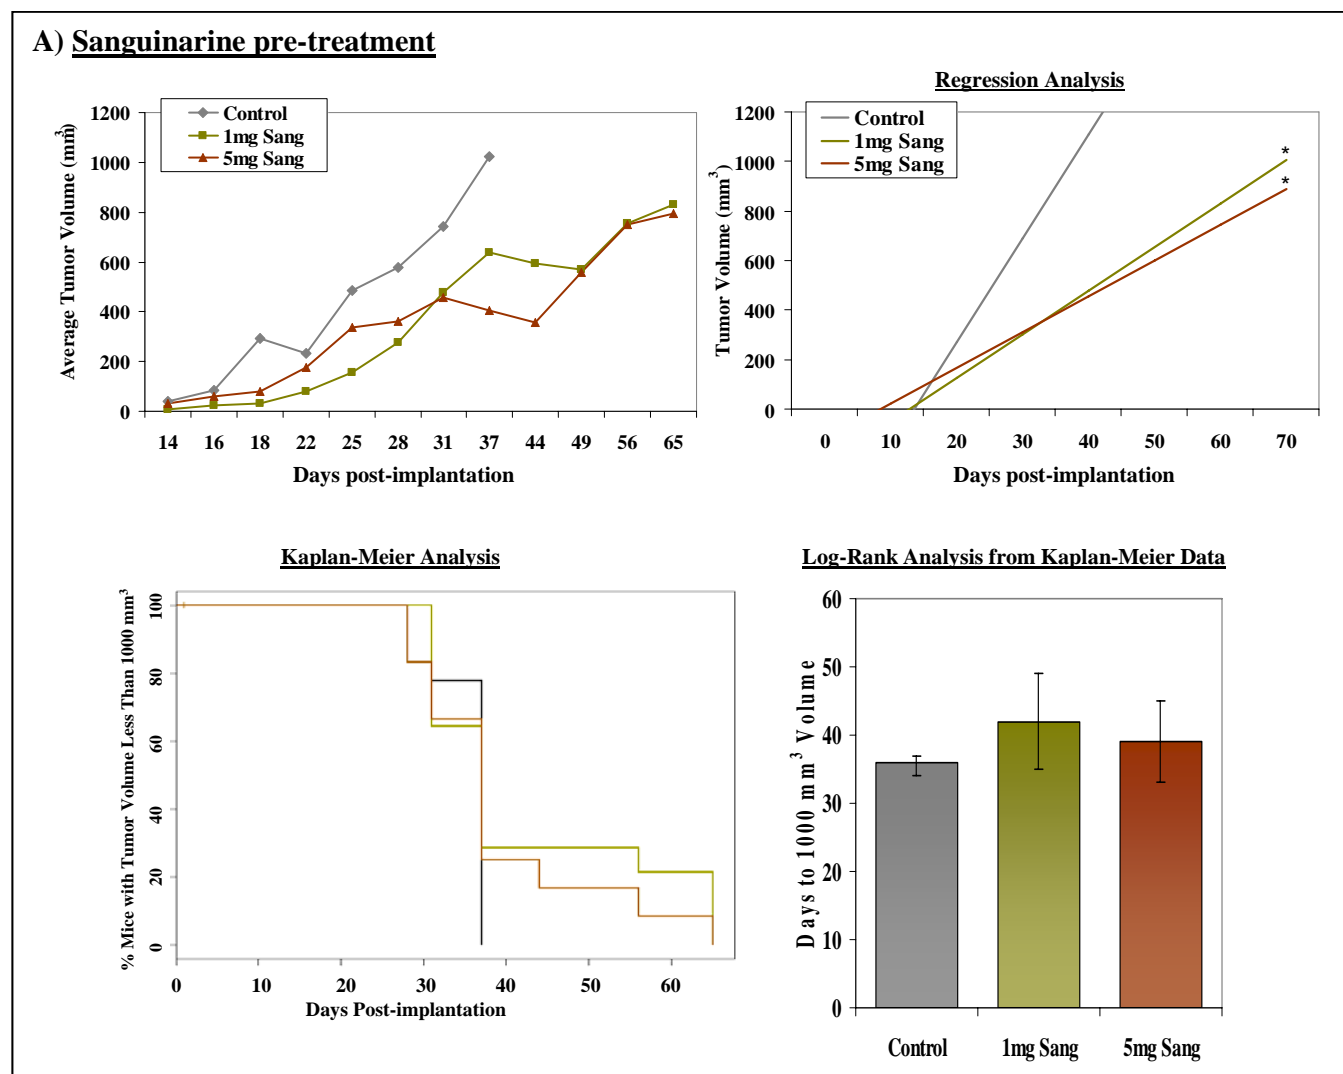 A) Sanguinarine pre-treatment
Control
1mg Sang
5mg Sang
Average Tumor Volume (mm³)
1200
1000
800
600
400
200
0
14 16 18 22 25 28 31 37 44 49 56 65
Days post-implantation
Regression Analysis
Control
1mg Sang
5mg Sang
Tumor Volume (mm³)
1200
1000
800
600
400
200
0
*
*
0 10 20 30 40 50 60 70
Days post-implantation
Kaplan-Meier Analysis
% Mice with Tumor Volume Less Than 1000 mm³
100
80
60
40
20
0
0 10 20 30 40 50 60
Days Post-implantation
Log-Rank Analysis from Kaplan-Meier Data
Days to 1000 mm³ Volume
60
50
40
30
20
10
0
Control 1mg Sang 5mg Sang